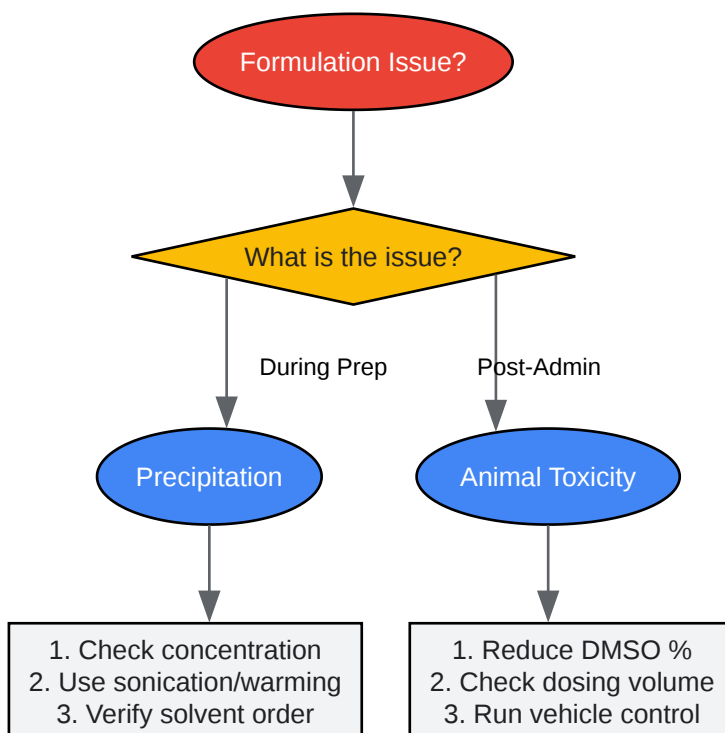 Formulation Issue?
What is the issue?
During Prep
Post-Admin
Precipitation
Animal Toxicity
1. Check concentration
2. Use sonication/warming
3. Verify solvent order
1. Reduce DMSO %
2. Check dosing volume
3. Run vehicle control